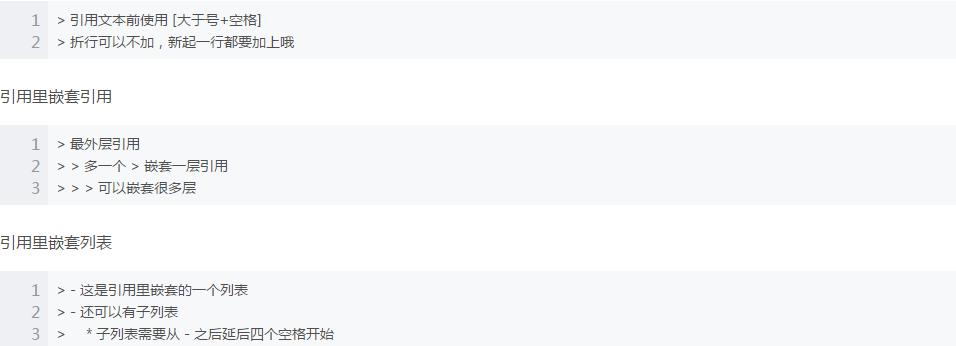 1 > 引用文本前使用 [大于号+空格]
2 > 折行可以不加，新起一行都要加上哦
引用里嵌套引用
1 > 最外层引用
2 > > 多一个 > 嵌套一层引用
3 > > > 可以嵌套很多层
引用里嵌套列表
1 > - 这是引用里嵌套的一个列表
2 > - 还可以有子列表
3 >     * 子列表需要从 - 之后延后四个空格开始